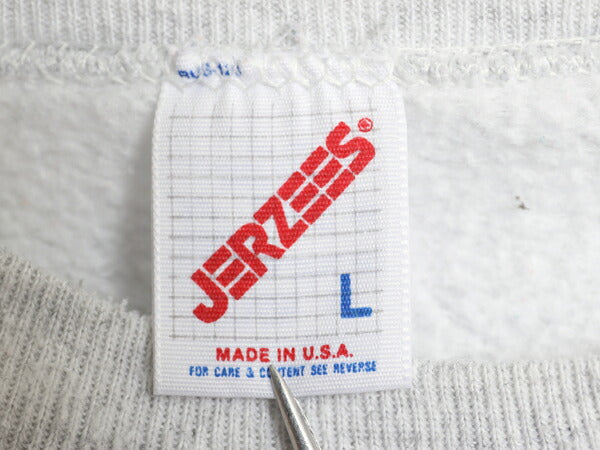 JERZEES®
L
MADE IN U.S.A.
FOR CARE & CONTENT SEE REVERSE